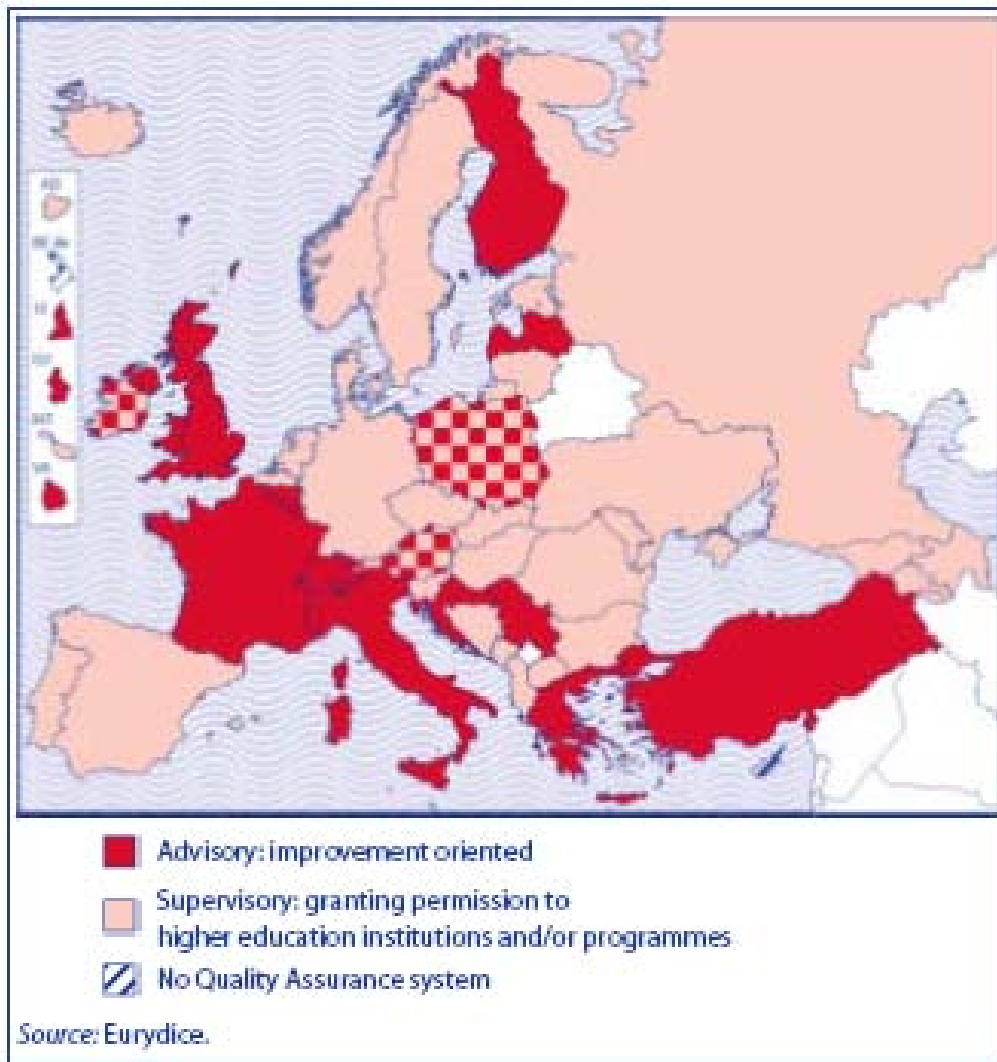 Advisory: improvement oriented
Supervisory: granting permission to
higher education institutions and/or programmes
No Quality Assurance system
Source: Eurydice.